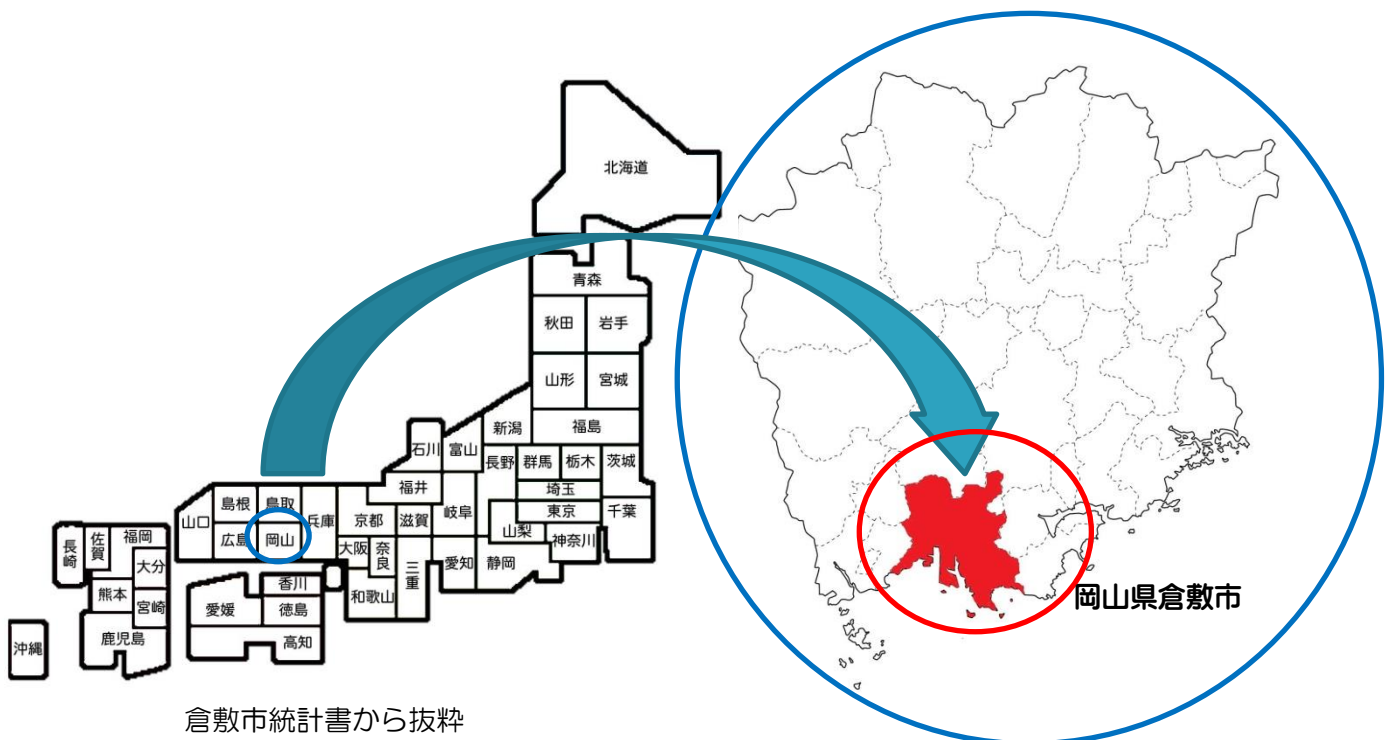 北海道
青森
秋田 岩手
山形 宮城
新潟 福島
石川 富山
長野 群馬 栃木 茨城
福井 埼玉
島根 鳥取 東京
山口 兵庫 京都 滋賀 岐阜 山梨 千葉
広島 岡山 神奈川
長崎 佐賀 福岡 大阪 奈良 三重 愛知 静岡
大分
香川
熊本 宮崎 愛媛 徳島 和歌山
鹿児島 高知
沖縄
岡山県倉敷市
倉敷市統計書から抜粋